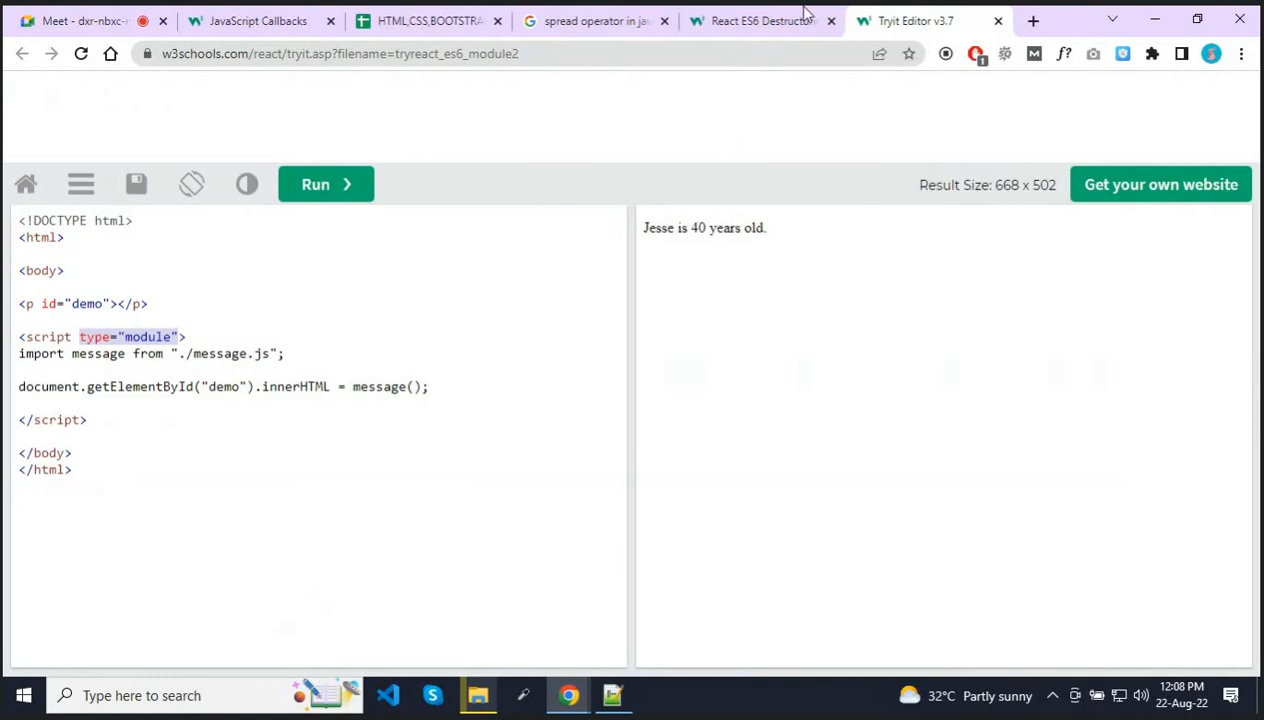 Meet - dxr-nbxc-
JavaScript Callbacks
HTML,CSS,BOOTSTRA
spread operator in ja
React ES6 Destructu
Tryit Editor v3.7
w3schools.com/react/tryit.asp?filename=tryreact_es6_module2
1
Run
Result Size: 668 x 502
Get your own website
<!DOCTYPE html>
<html>
<body>
<p id="demo"></p>
<script type="module">
import message from "./message.js";
document.getElementById("demo").innerHTML = message();
</script>
</body>
</html>
Jesse is 40 years old.
Type here to search
32°C Partly sunny
12:08 PM
22-Aug-22